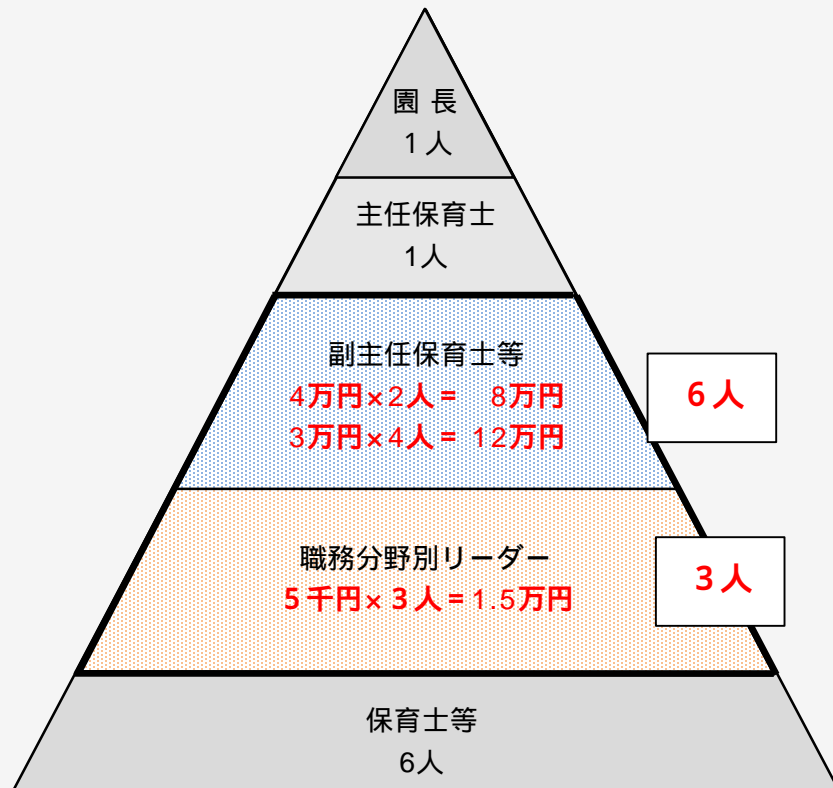 園 長
1人
主任保育士
1人
副主任保育士等
4万円×2人= 8万円
3万円×4人= 12万円
6人
職務分野別リーダー
5千円×3人=1.5万円
3人
保育士等
6人